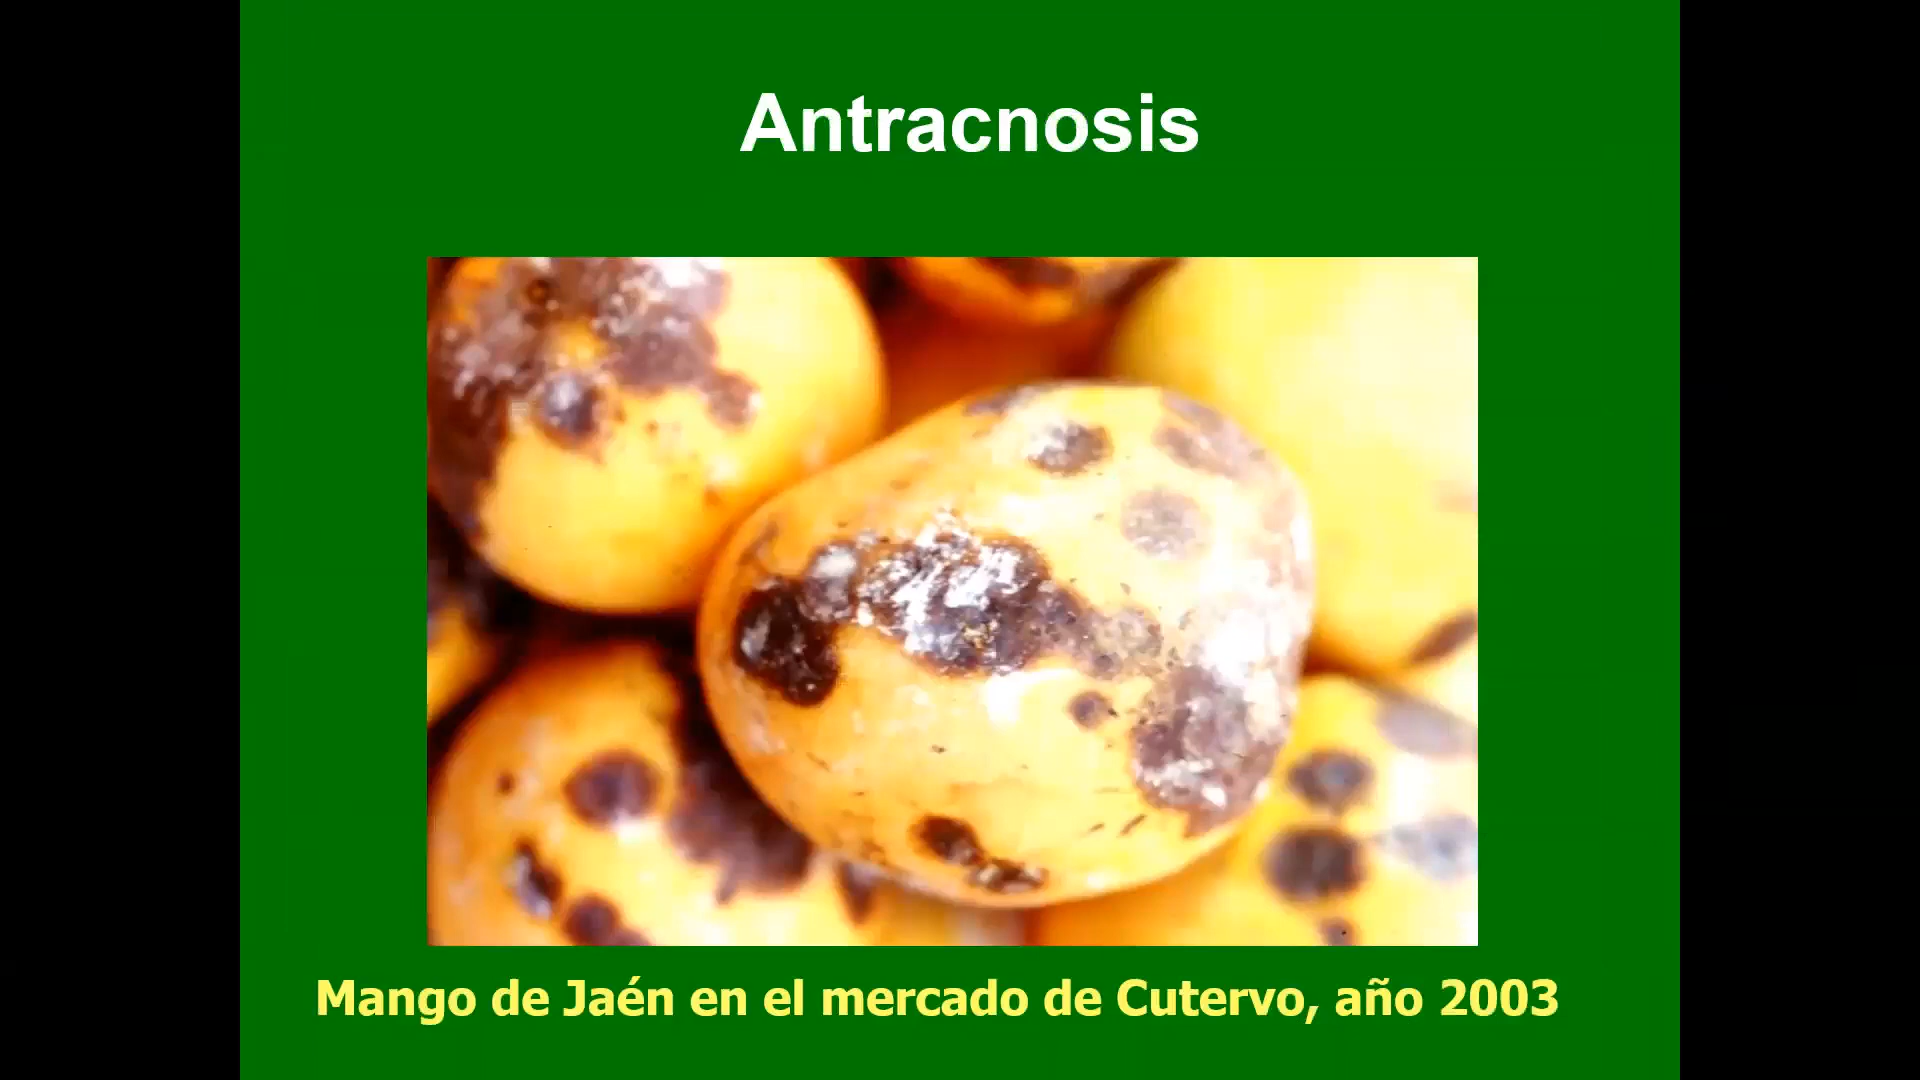 Antracnosis
Mango de Jaén en el mercado de Cutervo, año 2003